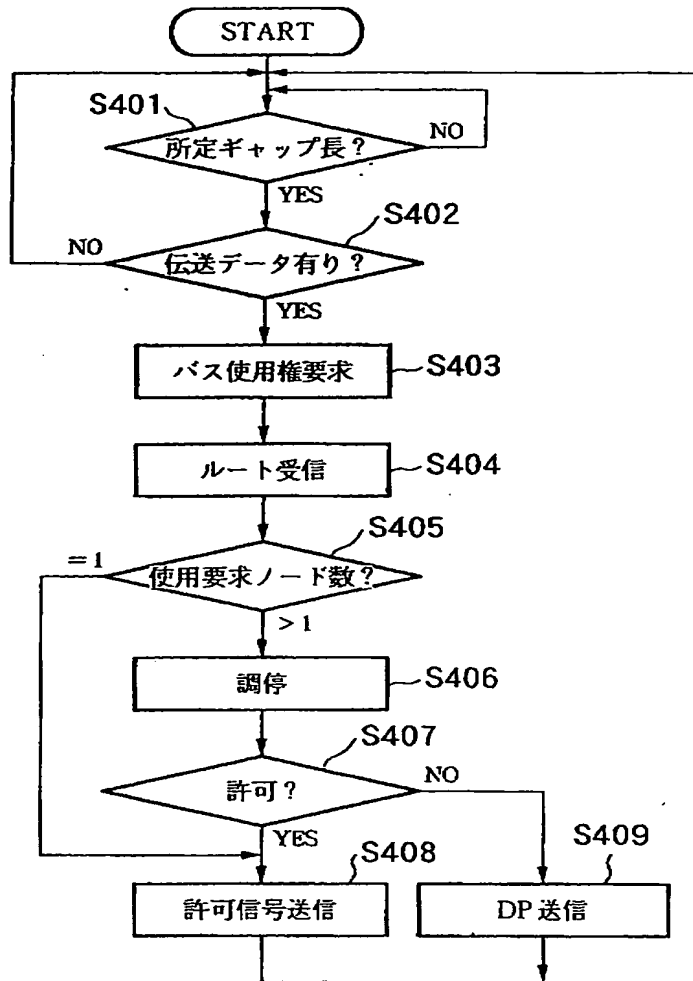 START
S401
所定ギャップ長?
NO
YES
S402
NO
伝送データ有り?
YES
バス使用権要求
S403
ルート受信
S404
S405
=1
使用要求ノード数?
>1
調停
S406
S407
許可?
NO
YES
S408
S409
許可信号送信
DP 送信